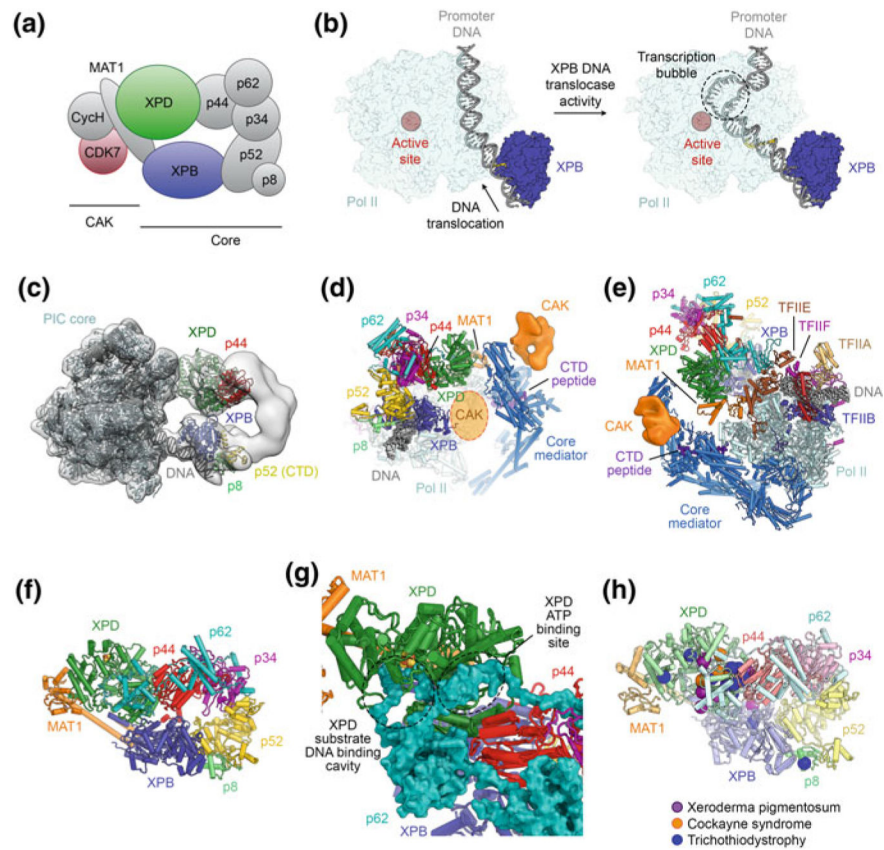 (a)
MAT1
XPD
p62
p44
CycH
p34
CDK7
p52
XPB
p8
CAK
Core
(b)
Promoter
DNA
XPB DNA
translocase
activity
Active
site
XPB
Pol II
DNA
translocation
Promoter
DNA
Transcription
bubble
Active
site
XPB
Pol II
(c)
PIC core
XPD
p44
XPB
DNA
p52 (CTD)
p8
(d)
p62
p34
p44
MAT1
CAK
CTD
peptide
p52
XPD
CAK
XPB
p8
DNA
Core
mediator
Pol II
(e)
p62
p34
p52
TFIIE
p44
XPB
TFIIF
XPD
TFIIA
MAT1
DNA
CAK
TFIIB
CTD
peptide
Pol II
Core
mediator
(f)
XPD
p62
p44
p34
MAT1
p52
XPB
p8
(g)
MAT1
XPD
XPD
ATP
binding
site
p44
XPD
substrate
DNA binding
cavity
p62
XPB
(h)
XPD
p62
p44
p34
MAT1
p52
XPB
p8
Xeroderma pigmentosum
Cockayne syndrome
Trichothiodystrophy